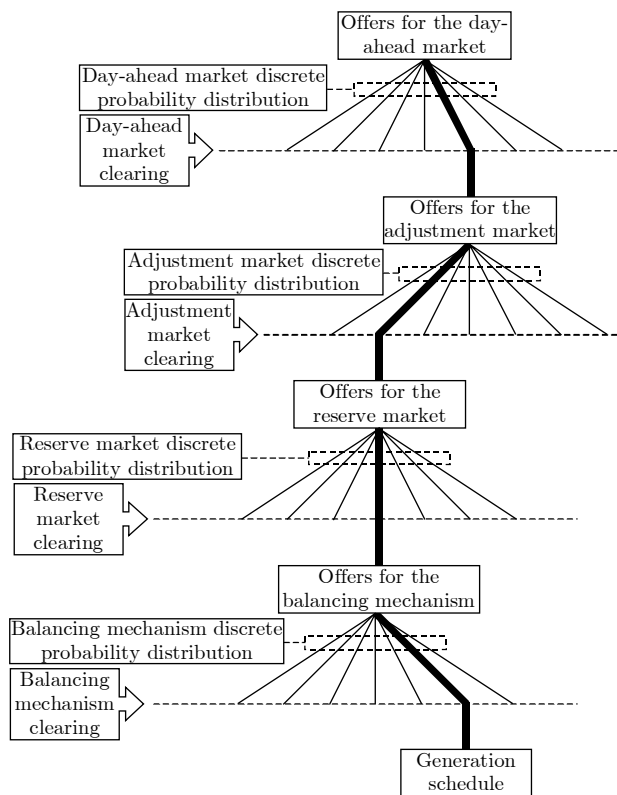 Offers for the day-
ahead market
Day-ahead market discrete
probability distribution
Day-ahead
market
clearing
Offers for the
adjustment market
Adjustment market discrete
probability distribution
Adjustment
market
clearing
Offers for the
reserve market
Reserve market discrete
probability distribution
Reserve
market
clearing
Offers for the
balancing mechanism
Balancing mechanism discrete
probability distribution
Balancing
mechanism
clearing
Generation
schedule